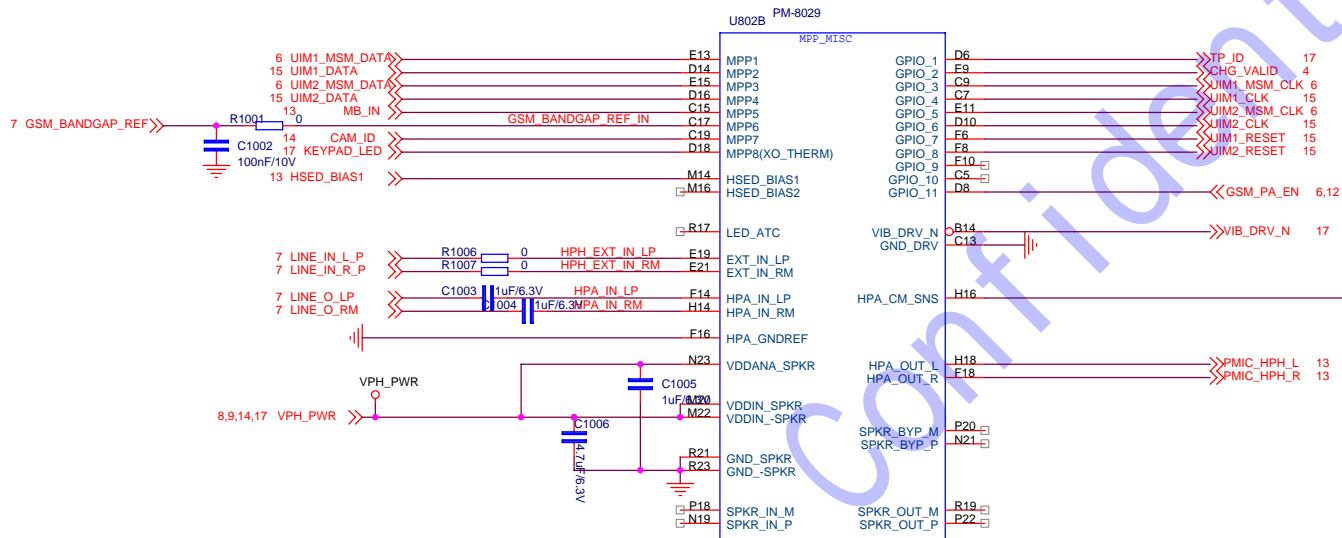 PM-8029
U802B
MPP_MISC
6 UIM1_MSM_DATA E13 MPP1
15 UIM1_DATA D14 MPP2
6 UIM2_MSM_DATA E15 MPP3
15 UIM2_DATA D16 MPP4
13 MB_IN C15 MPP5
7 GSM_BANDGAP_REF R1001 0 GSM_BANDGAP_REF_IN C17 MPP6
14 CAM_ID C19 MPP7
17 KEYPAD_LED D18 MPP8(XO_THERM)
C1002
100nF/10V
13 HSED_BIAS1 M14 HSED_BIAS1
M16 HSED_BIAS2
R17 LED_ATC
7 LINE_IN_L_P R1006 0 HPH_EXT_IN_LP E19 EXT_IN_LP
7 LINE_IN_R_P R1007 0 HPH_EXT_IN_RM E21 EXT_IN_RM
7 LINE_O_LP C1003 1uF/6.3V HPA_IN_LP F14 HPA_IN_LP
7 LINE_O_RM C1004 1uF/6.3V HPA_IN_RM H14 HPA_IN_RM
F16 HPA_GNDREF
N23 VDDANA_SPKR
VPH_PWR
C1005
1uF/6.3V
M20 VDDIN_SPKR
8,9,14,17 VPH_PWR M22 VDDIN_-SPKR
C1006
4.7uF/6.3V
R21 GND_SPKR
R23 GND_-SPKR
P18 SPKR_IN_M
N19 SPKR_IN_P
GPIO_1 D6 TP_ID 17
GPIO_2 E9 CHG_VALID 4
GPIO_3 C9 UIM1_MSM_CLK 6
GPIO_4 C7 UIM1_CLK 15
GPIO_5 E11 UIM2_MSM_CLK 6
GPIO_6 D10 UIM2_CLK 15
GPIO_7 F6 UIM1_RESET 15
GPIO_8 F8 UIM2_RESET 15
GPIO_9 F10
GPIO_10 C5
GPIO_11 D8 GSM_PA_EN 6,12
VIB_DRV_N B14 VIB_DRV_N 17
GND_DRV C13
HPA_CM_SNS H16
HPA_OUT_L H18 PMIC_HPH_L 13
HPA_OUT_R F18 PMIC_HPH_R 13
SPKR_BYP_M P20
SPKR_BYP_P N21
SPKR_OUT_M R19
SPKR_OUT_P P22
Confident